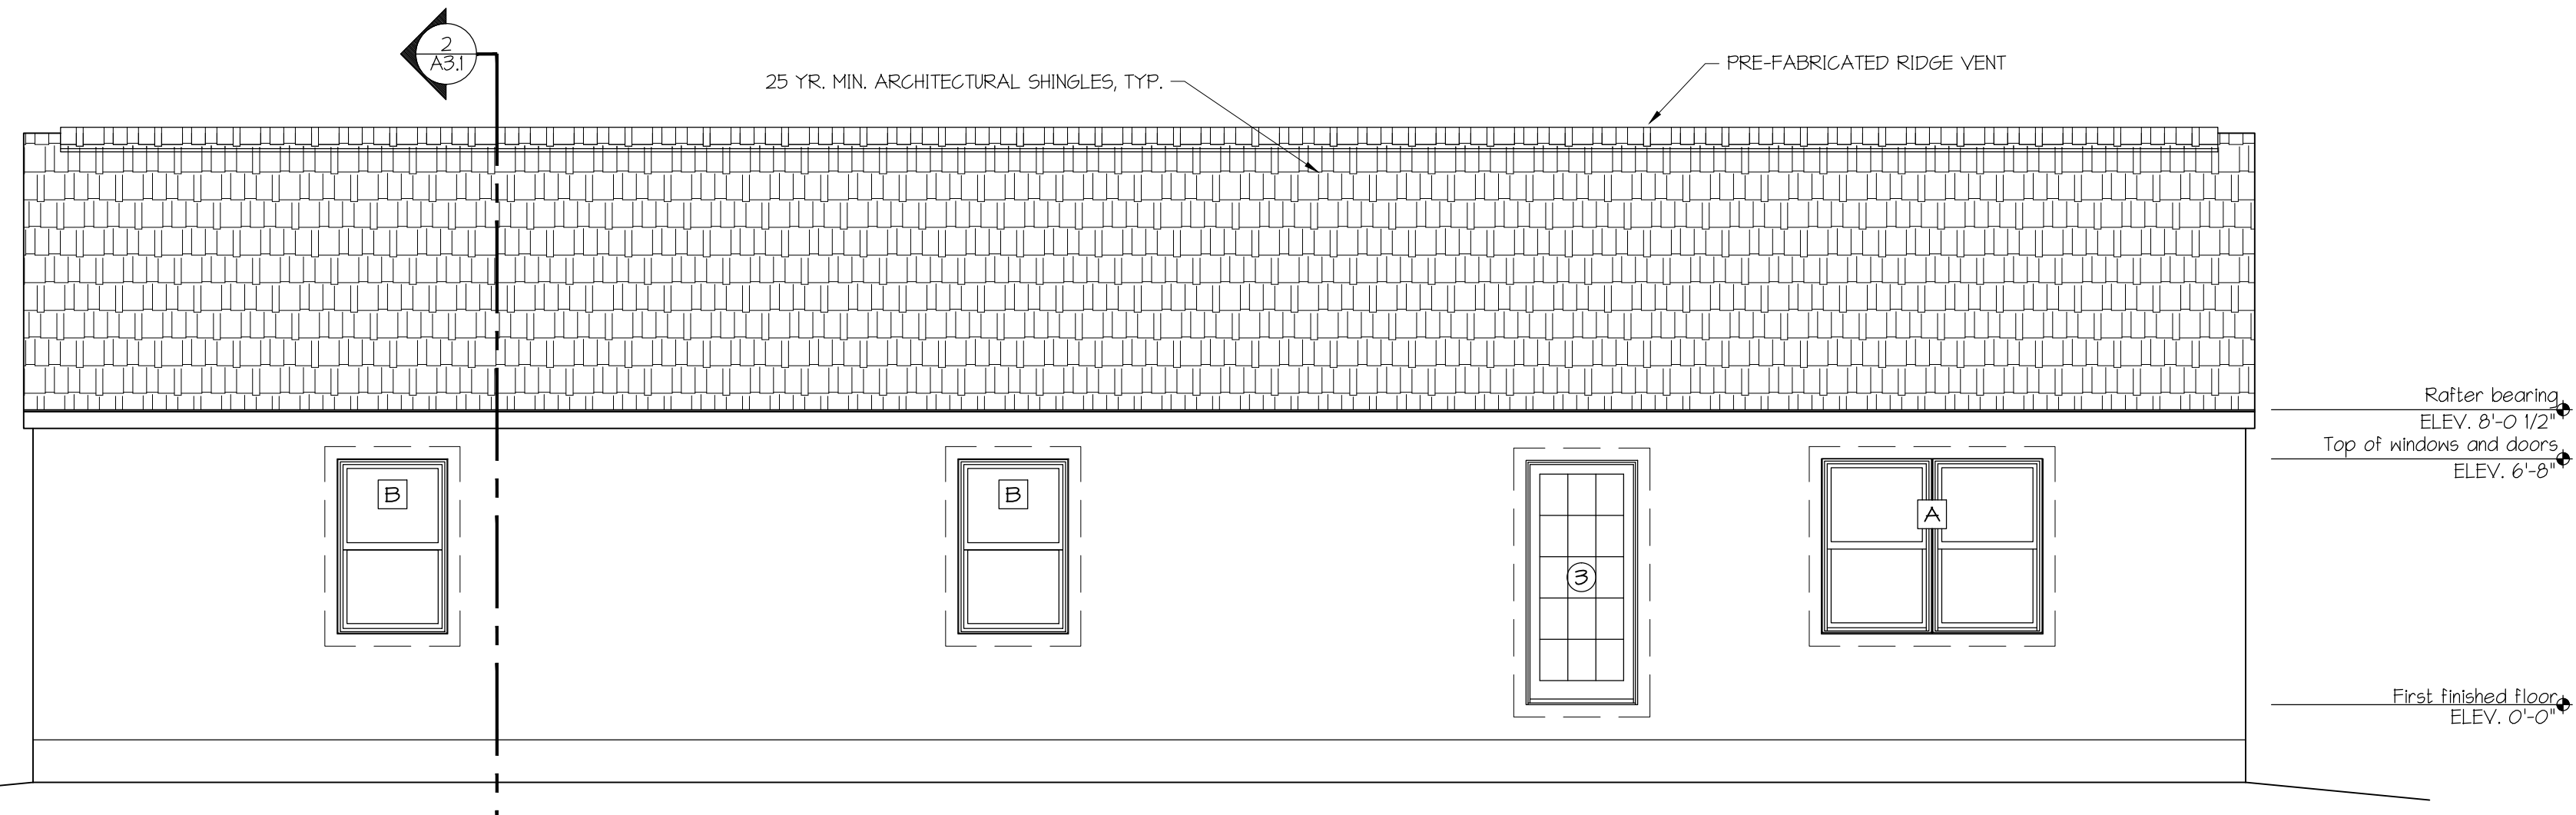 2
A3.1
PRE-FABRICATED RIDGE VENT
25 YR. MIN. ARCHITECTURAL SHINGLES, TYP.
Rafter bearing
ELEV. 8'-0 1/2"
Top of windows and doors
ELEV. 6'-8"
B
B
A
3
First finished floor
ELEV. 0'-0"